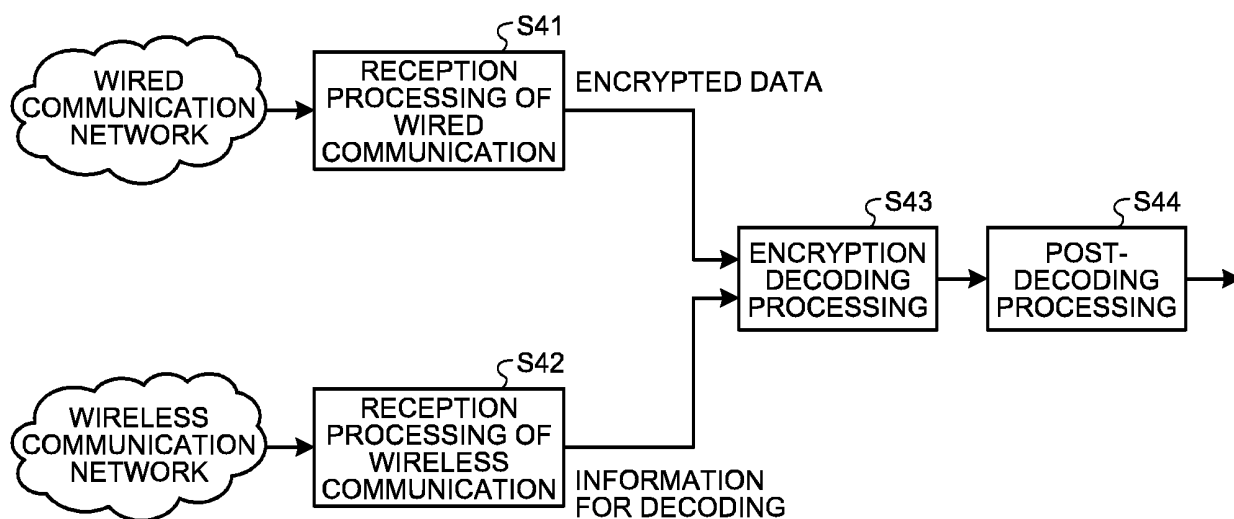 S41
WIRED
COMMUNICATION
NETWORK
RECEPTION
PROCESSING OF
WIRED
COMMUNICATION
ENCRYPTED DATA
S43
ENCRYPTION
DECODING
PROCESSING
S44
POST-
DECODING
PROCESSING
S42
WIRELESS
COMMUNICATION
NETWORK
RECEPTION
PROCESSING OF
WIRELESS
COMMUNICATION
INFORMATION
FOR DECODING